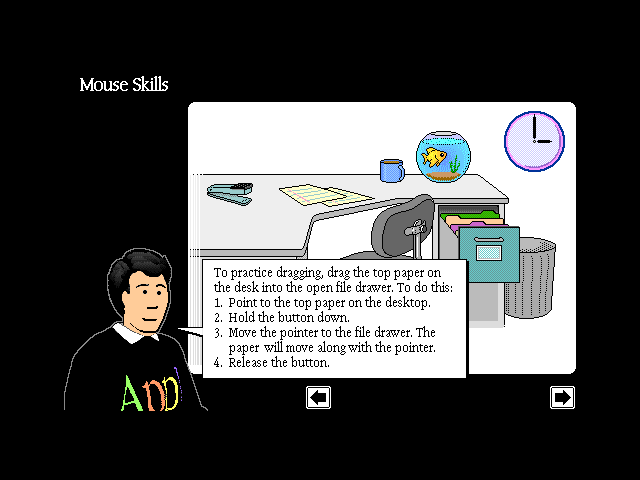 Mouse Skills
To practice dragging, drag the top paper on
the desk into the open file drawer. To do this:
1. Point to the top paper on the desktop.
2. Hold the button down.
3. Move the pointer to the file drawer. The
paper will move along with the pointer.
4. Release the button.
Appl